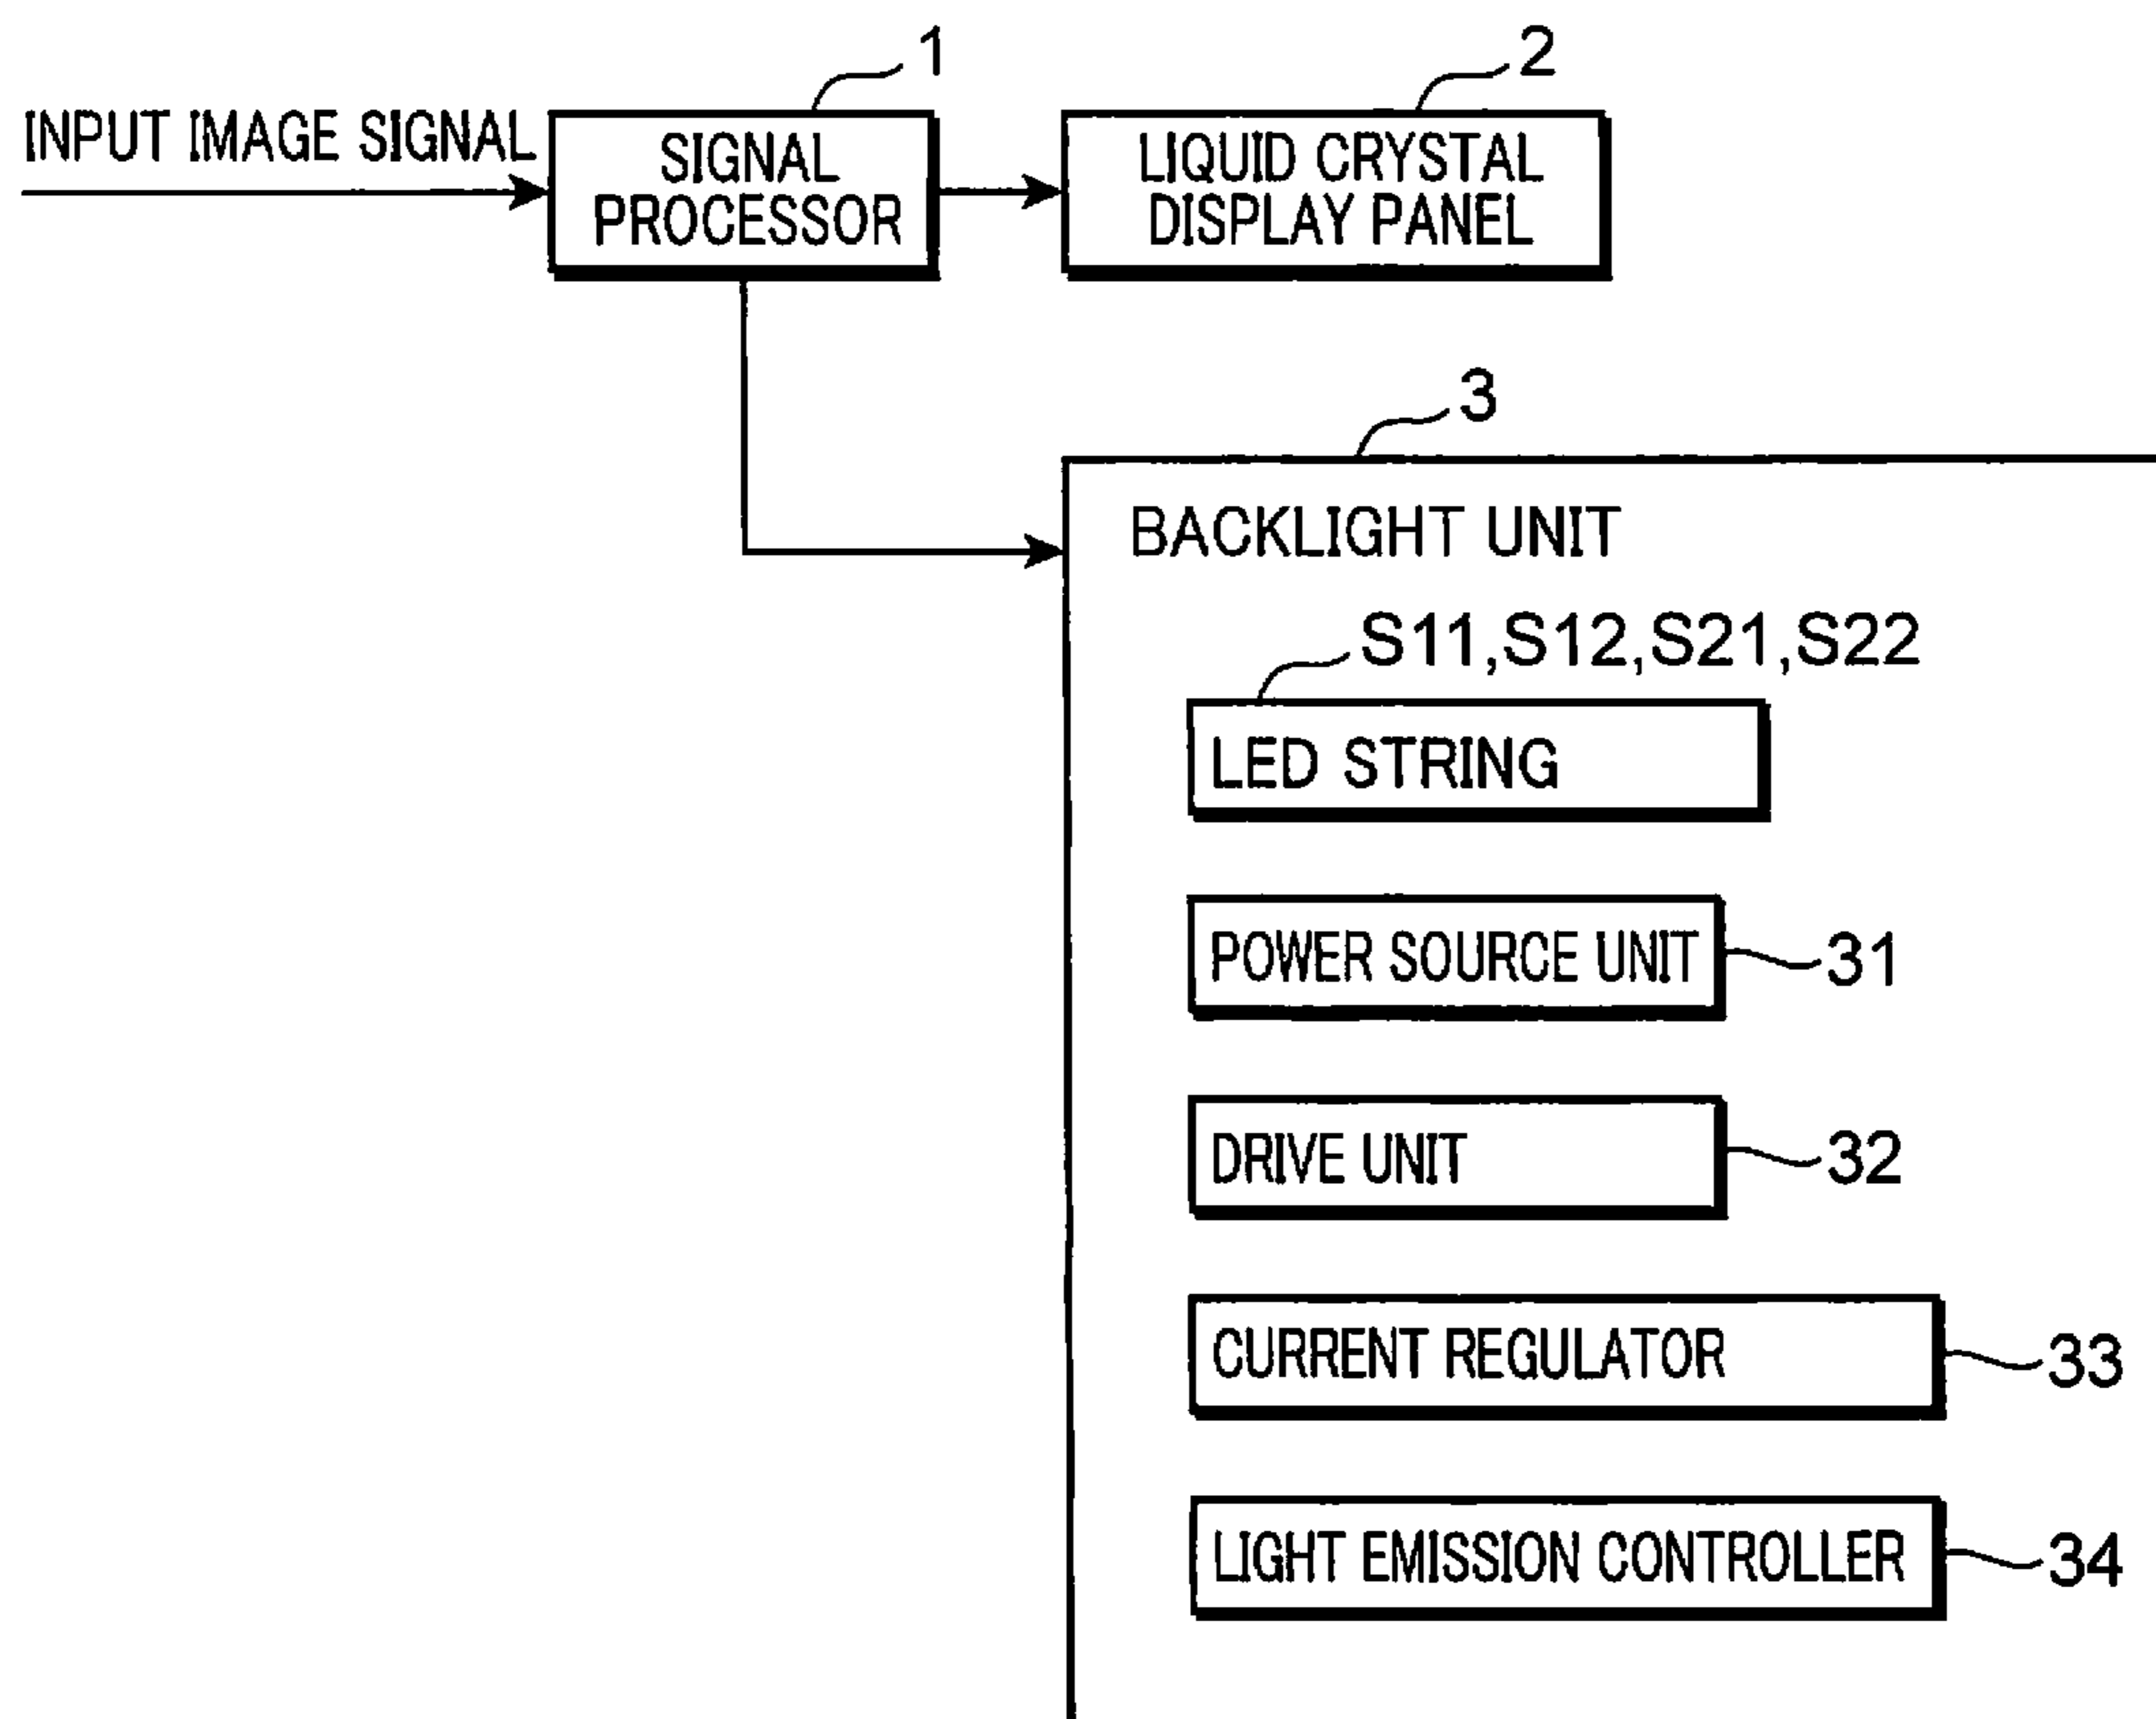 1
2
INPUT IMAGE SIGNAL
SIGNAL
PROCESSOR
LIQUID CRYSTAL
DISPLAY PANEL
3
BACKLIGHT UNIT
S11,S12,S21,S22
LED STRING
POWER SOURCE UNIT
31
DRIVE UNIT
32
CURRENT REGULATOR
33
LIGHT EMISSION CONTROLLER
34